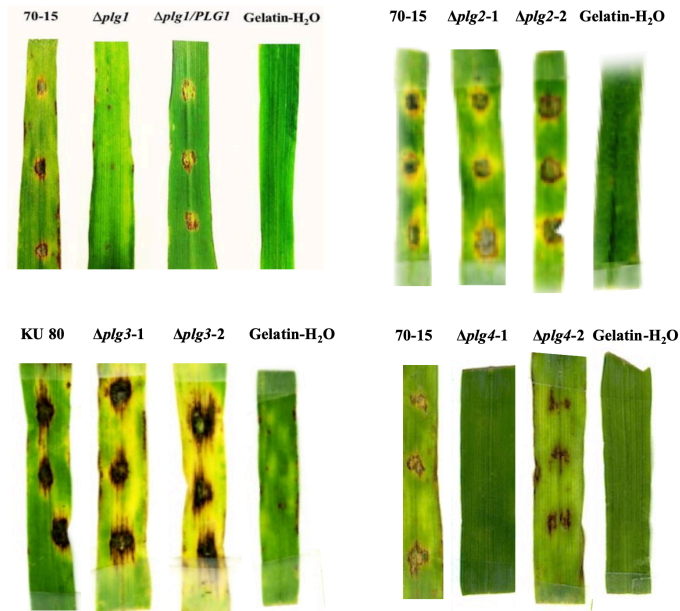 70-15 Δplg1 Δplg1/PLG1 Gelatin-H₂O
70-15 Δplg2-1 Δplg2-2 Gelatin-H₂O
KU 80 Δplg3-1 Δplg3-2 Gelatin-H₂O
70-15 Δplg4-1 Δplg4-2 Gelatin-H₂O